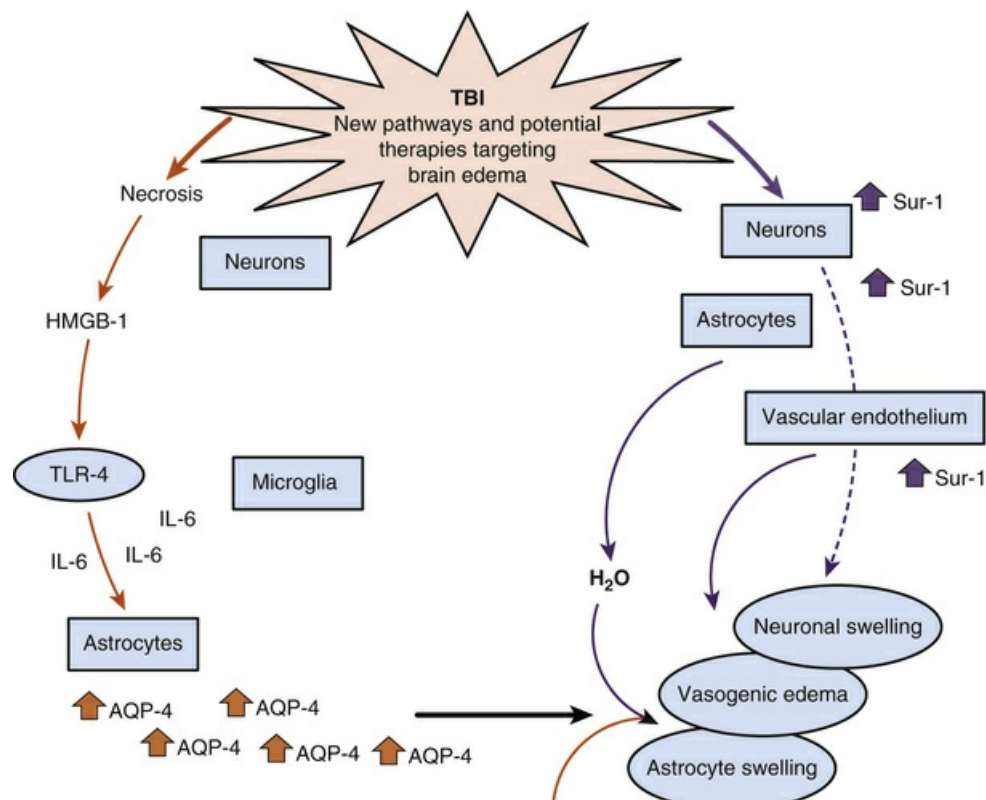 TBI
New pathways and potential
therapies targeting
brain edema
Necrosis
Neurons
HMGB-1
TLR-4
Microglia
IL-6
IL-6
IL-6
Astrocytes
AQP-4
AQP-4
AQP-4
AQP-4
AQP-4
Sur-1
Neurons
Sur-1
Astrocytes
Vascular endothelium
Sur-1
H₂O
Neuronal swelling
Vasogenic edema
Astrocyte swelling